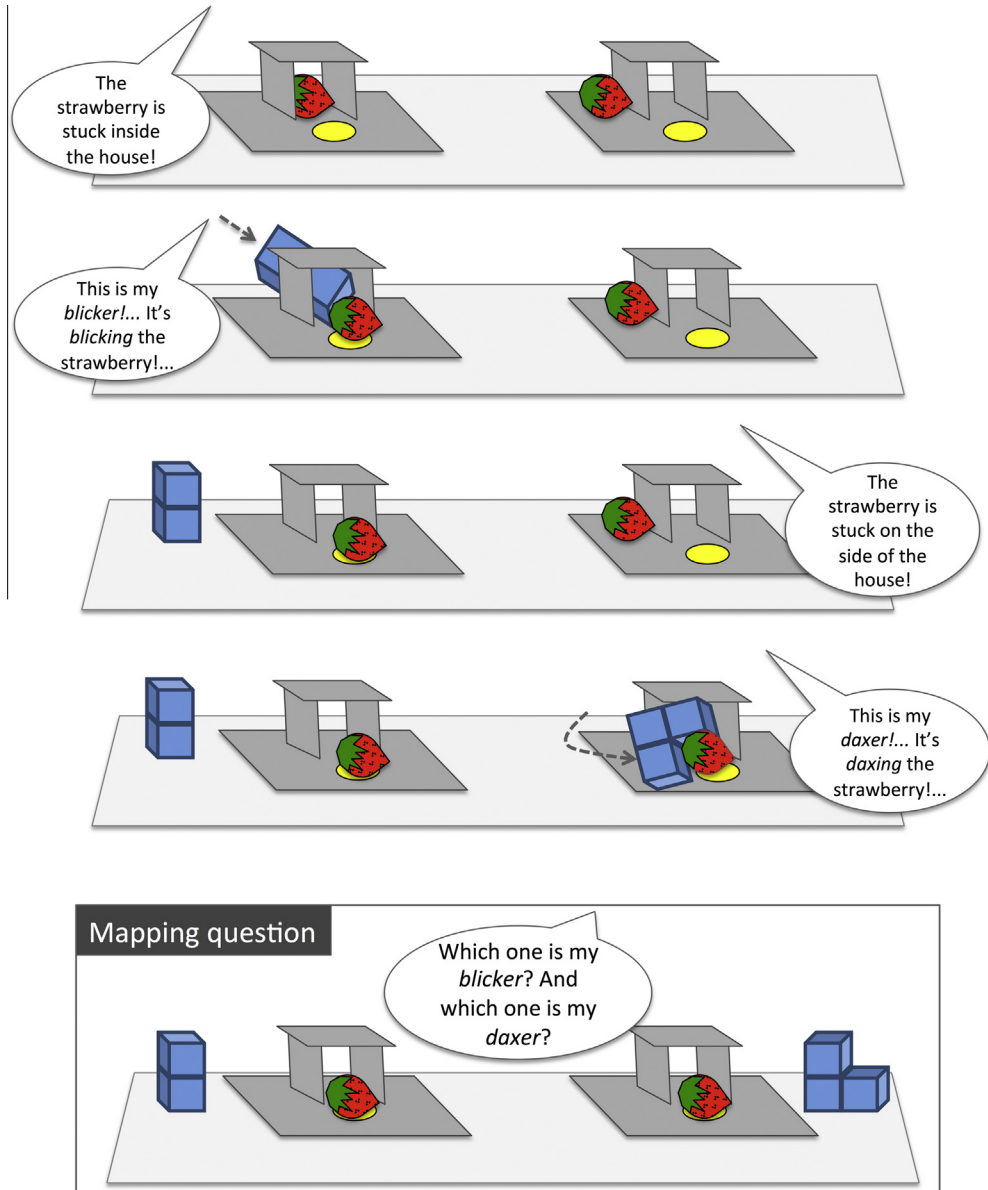 The
strawberry is
stuck inside
the house!
This is my
blicker!... It’s
blicking the
strawberry!...
The
strawberry is
stuck on the
side of the
house!
This is my
daxer!... It’s
daxing the
strawberry!...
Mapping question
Which one is my
blicker? And
which one is my
daxer?